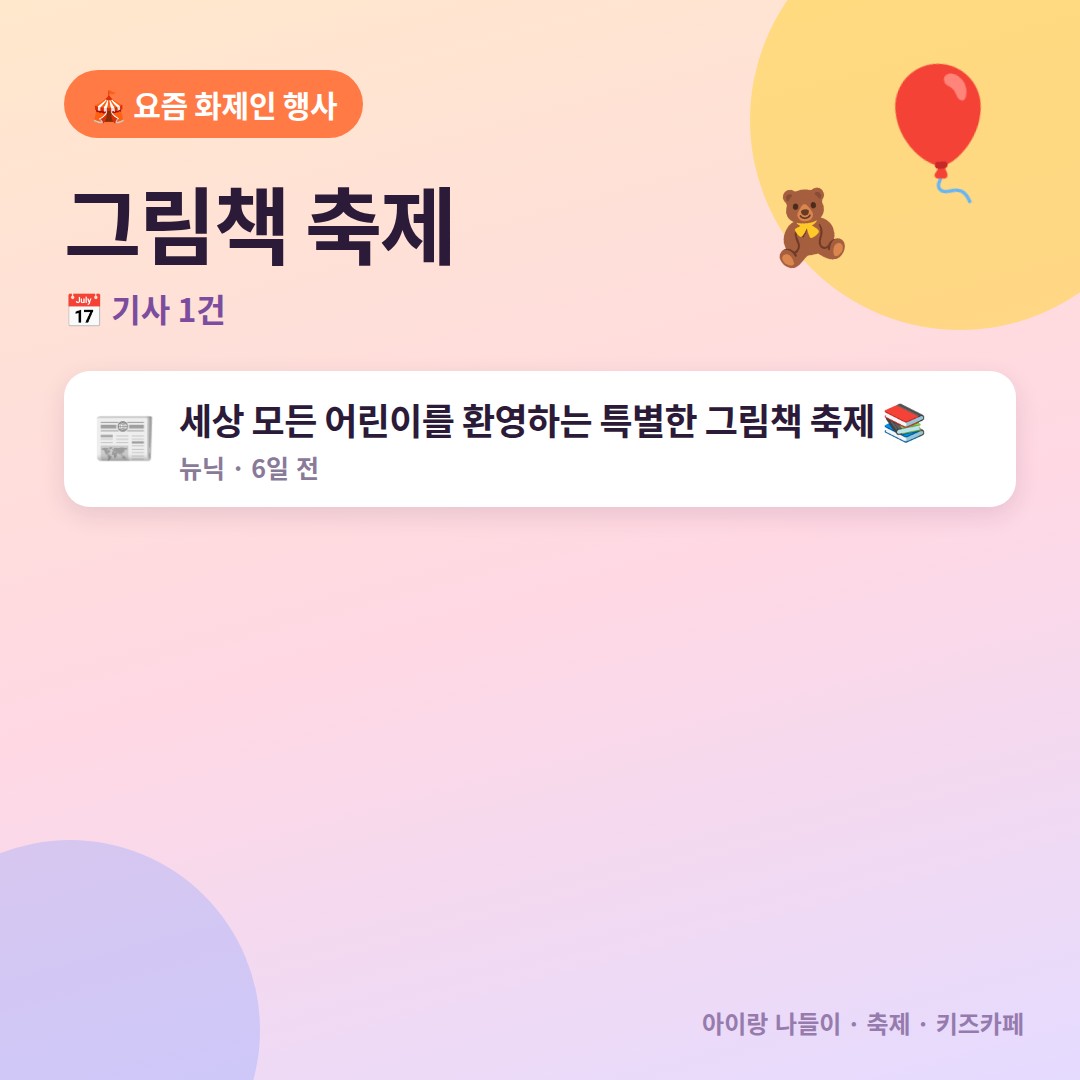 🎪 요즘 화제인 행사
그림책 축제
📅 기사 1건
세상 모든 어린이를 환영하는 특별한 그림책 축제 📚
뉴닉 · 6일 전
아이랑 나들이 · 축제 · 키즈카페